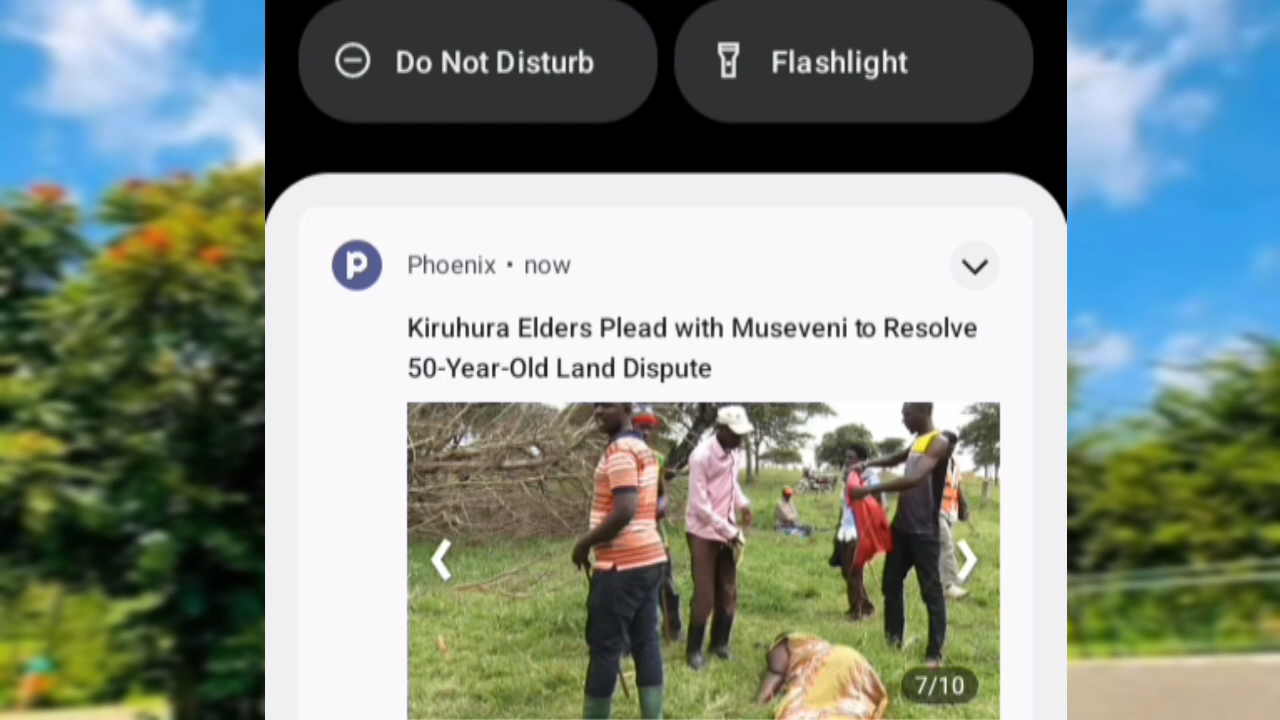 Do Not Disturb
Flashlight
Phoenix • now
Kiruhura Elders Plead with Museveni to Resolve
50-Year-Old Land Dispute
7/10